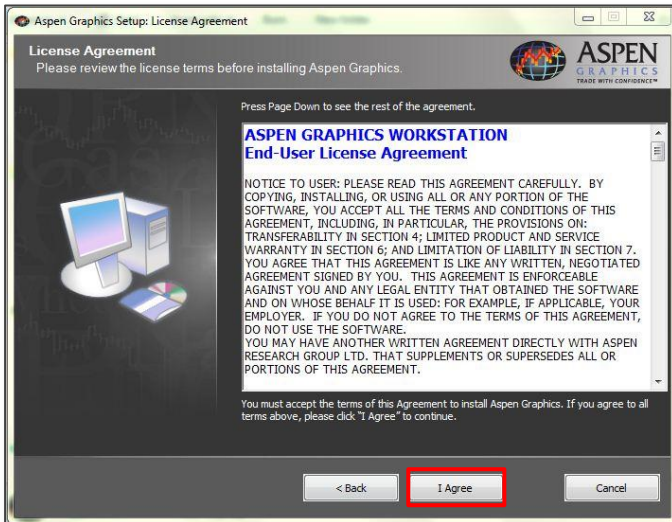 Aspen Graphics Setup: License Agreement
License Agreement
Please review the license terms before installing Aspen Graphics.
ASPEN
GRAPHICS
TRADE WITH CONFIDENCE™
Press Page Down to see the rest of the agreement.
ASPEN GRAPHICS WORKSTATION
End-User License Agreement
NOTICE TO USER: PLEASE READ THIS AGREEMENT CAREFULLY. BY
COPYING, INSTALLING, OR USING ALL OR ANY PORTION OF THE
SOFTWARE, YOU ACCEPT ALL THE TERMS AND CONDITIONS OF THIS
AGREEMENT, INCLUDING, IN PARTICULAR, THE PROVISIONS ON:
TRANSFERABILITY IN SECTION 4; LIMITED PRODUCT AND SERVICE
WARRANTY IN SECTION 6; AND LIMITATION OF LIABILITY IN SECTION 7.
YOU AGREE THAT THIS AGREEMENT IS LIKE ANY WRITTEN, NEGOTIATED
AGREEMENT SIGNED BY YOU. THIS AGREEMENT IS ENFORCEABLE
AGAINST YOU AND ANY LEGAL ENTITY THAT OBTAINED THE SOFTWARE
AND ON WHOSE BEHALF IT IS USED: FOR EXAMPLE, IF APPLICABLE, YOUR
EMPLOYER. IF YOU DO NOT AGREE TO THE TERMS OF THIS AGREEMENT,
DO NOT USE THE SOFTWARE.
YOU MAY HAVE ANOTHER WRITTEN AGREEMENT DIRECTLY WITH ASPEN
RESEARCH GROUP LTD. THAT SUPPLEMENTS OR SUPERSEDES ALL OR
PORTIONS OF THIS AGREEMENT.
You must accept the terms of this Agreement to install Aspen Graphics. If you agree to all
terms above, please click "I Agree" to continue.
< Back
I Agree
Cancel